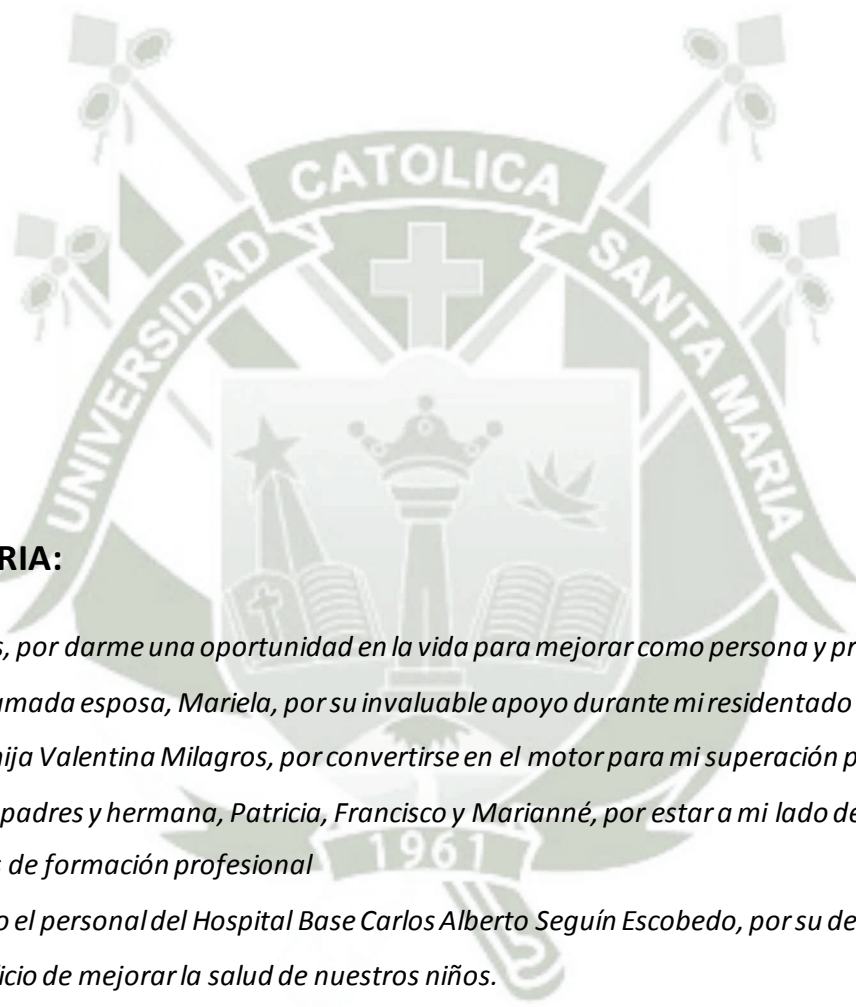 CATOLICA
UNIVERSIDAD
SANTA MARIA
RIA:
s, por darme una oportunidad en la vida para mejorar como persona y pr
amada esposa, Mariela, por su invaluable apoyo durante mi residentado
hija Valentina Milagros, por convertirse en el motor para mi superación p
padres y hermana, Patricia, Francisco y Marianné, por estar a mi lado de
s de formación profesional
1961
o el personal del Hospital Base Carlos Alberto Seguín Escobedo, por su de
icio de mejorar la salud de nuestros niños.